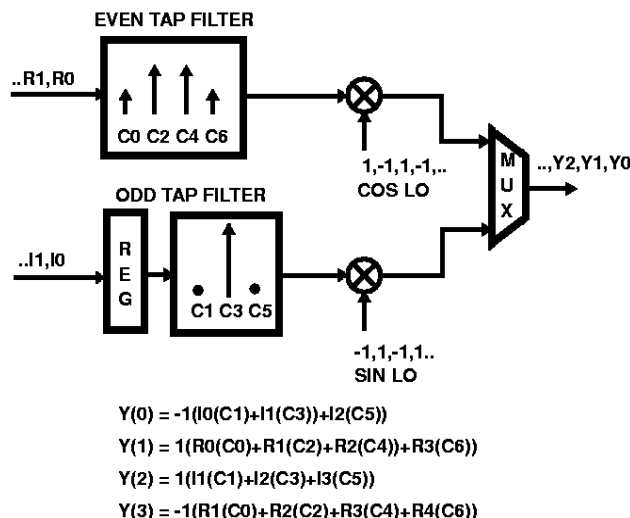 EVEN TAP FILTER
..R1,R0
C0 C2 C4 C6
1,-1,1,-1,..
COS LO
MUX
..,Y2,Y1,Y0
ODD TAP FILTER
..I1,I0
REG
C1 C3 C5
-1,1,-1,1..
SIN LO
Y(0) = -1(I0(C1)+I1(C3))+I2(C5))
Y(1) = 1(R0(C0)+R1(C2)+R2(C4))+R3(C6))
Y(2) = 1(I1(C1)+I2(C3)+I3(C5))
Y(3) = -1(R1(C0)+R2(C2)+R3(C4)+R4(C6))